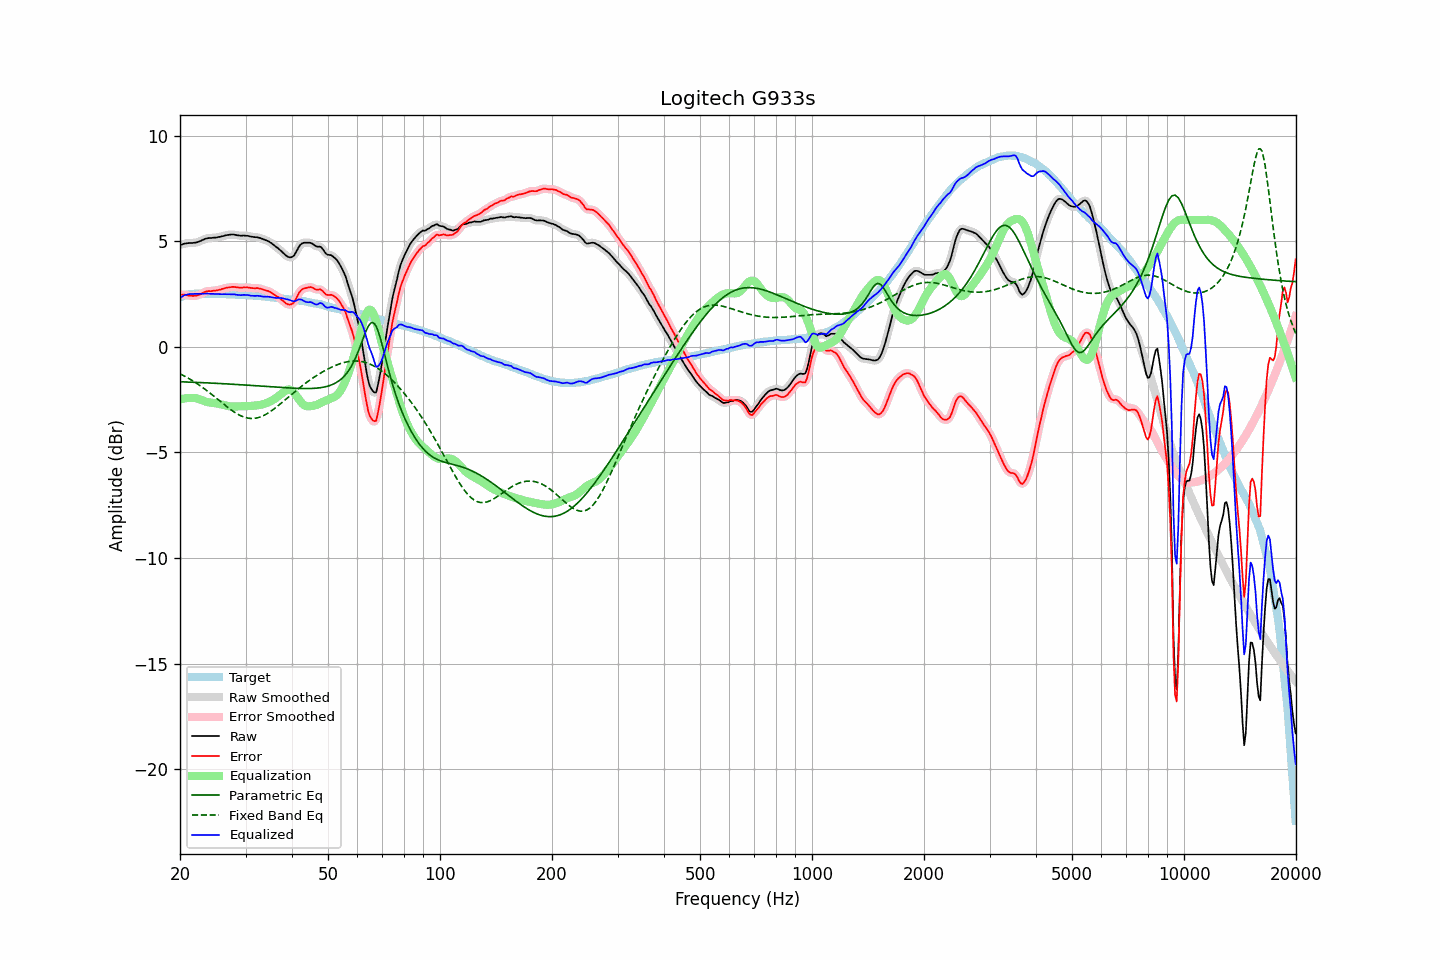 Logitech G933s
Amplitude (dBr)
10
5
0
−5
−10
−15
−20
Target
Raw Smoothed
Error Smoothed
Raw
Error
Equalization
Parametric Eq
Fixed Band Eq
Equalized
20 50 100 200 500 1000 2000 5000 10000 20000
Frequency (Hz)